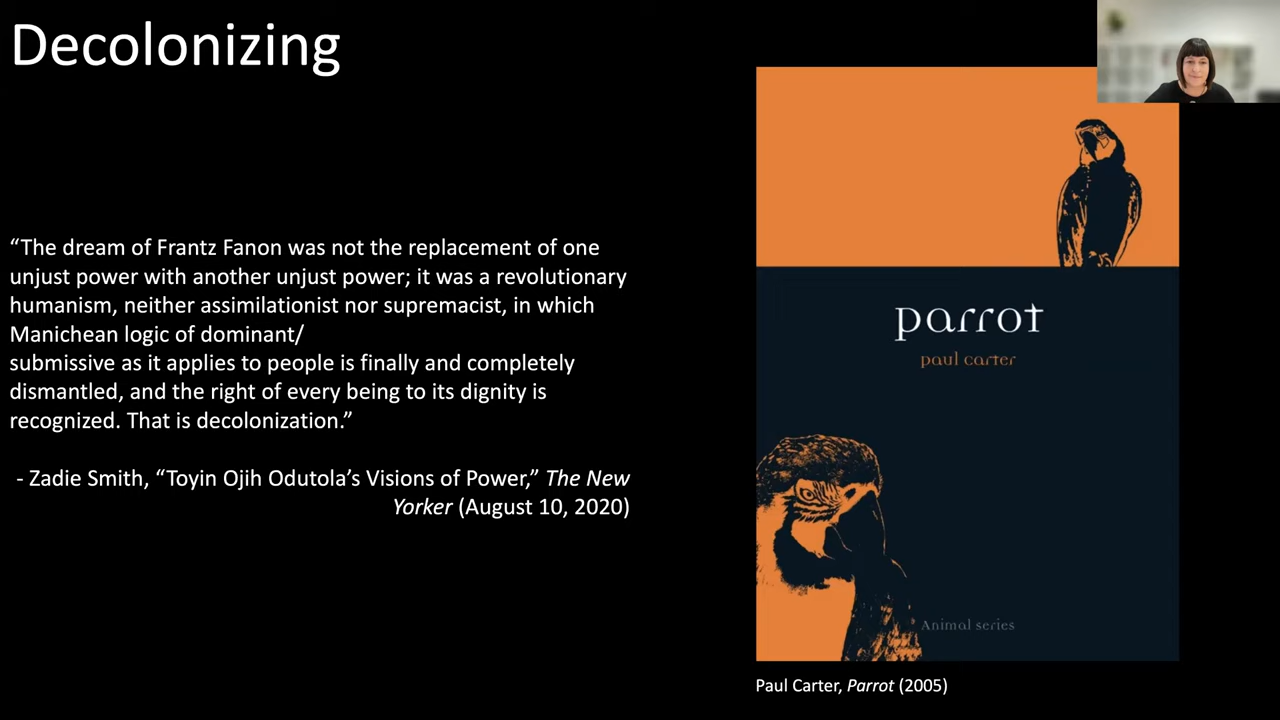 Decolonizing
“The dream of Frantz Fanon was not the replacement of one
unjust power with another unjust power; it was a revolutionary
humanism, neither assimilationist nor supremacist, in which
Manichean logic of dominant/
submissive as it applies to people is finally and completely
dismantled, and the right of every being to its dignity is
recognized. That is decolonization.”
- Zadie Smith, “Toyin Ojih Odutola’s Visions of Power,” The New
Yorker (August 10, 2020)
parrot
paul carter
Animal series
Paul Carter, Parrot (2005)